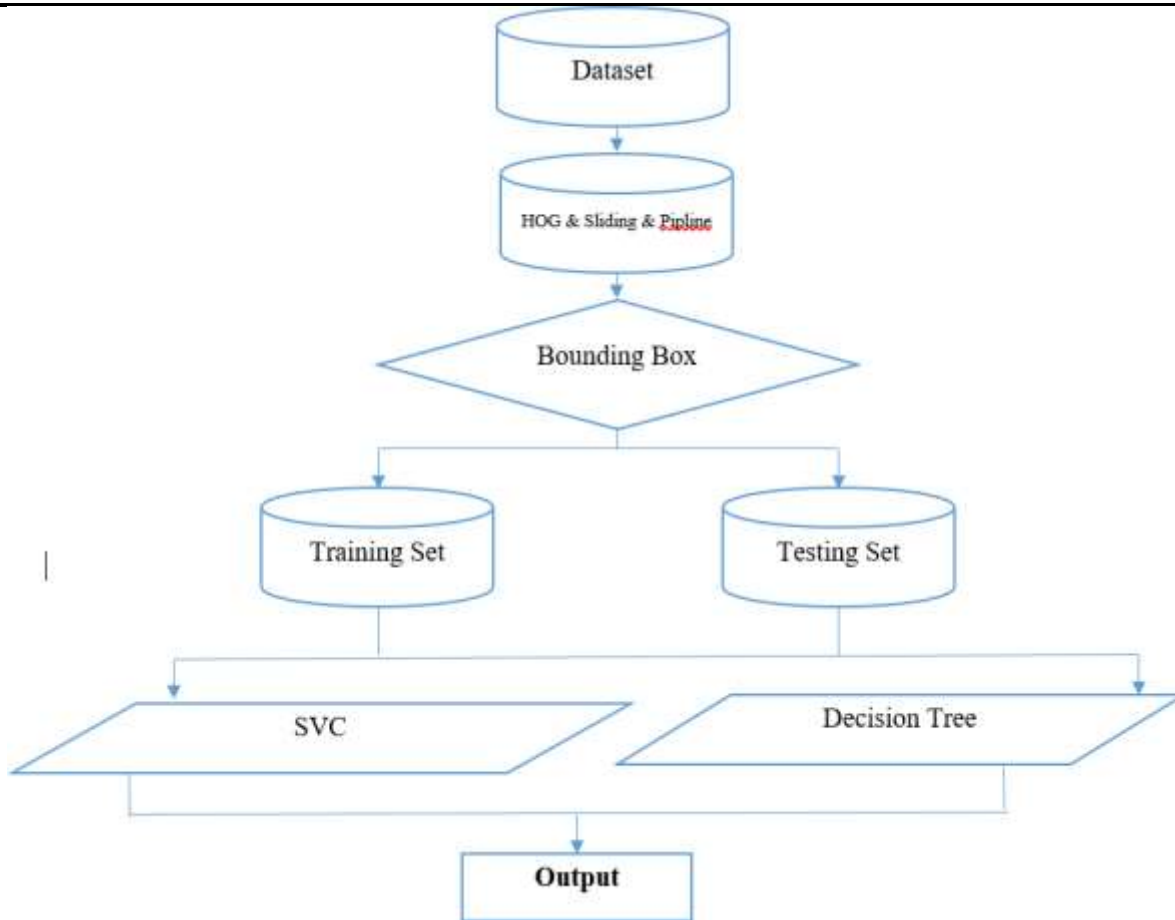 Dataset
HOG & Sliding & Pipline
Bounding Box
Training Set
Testing Set
SVC
Decision Tree
Output